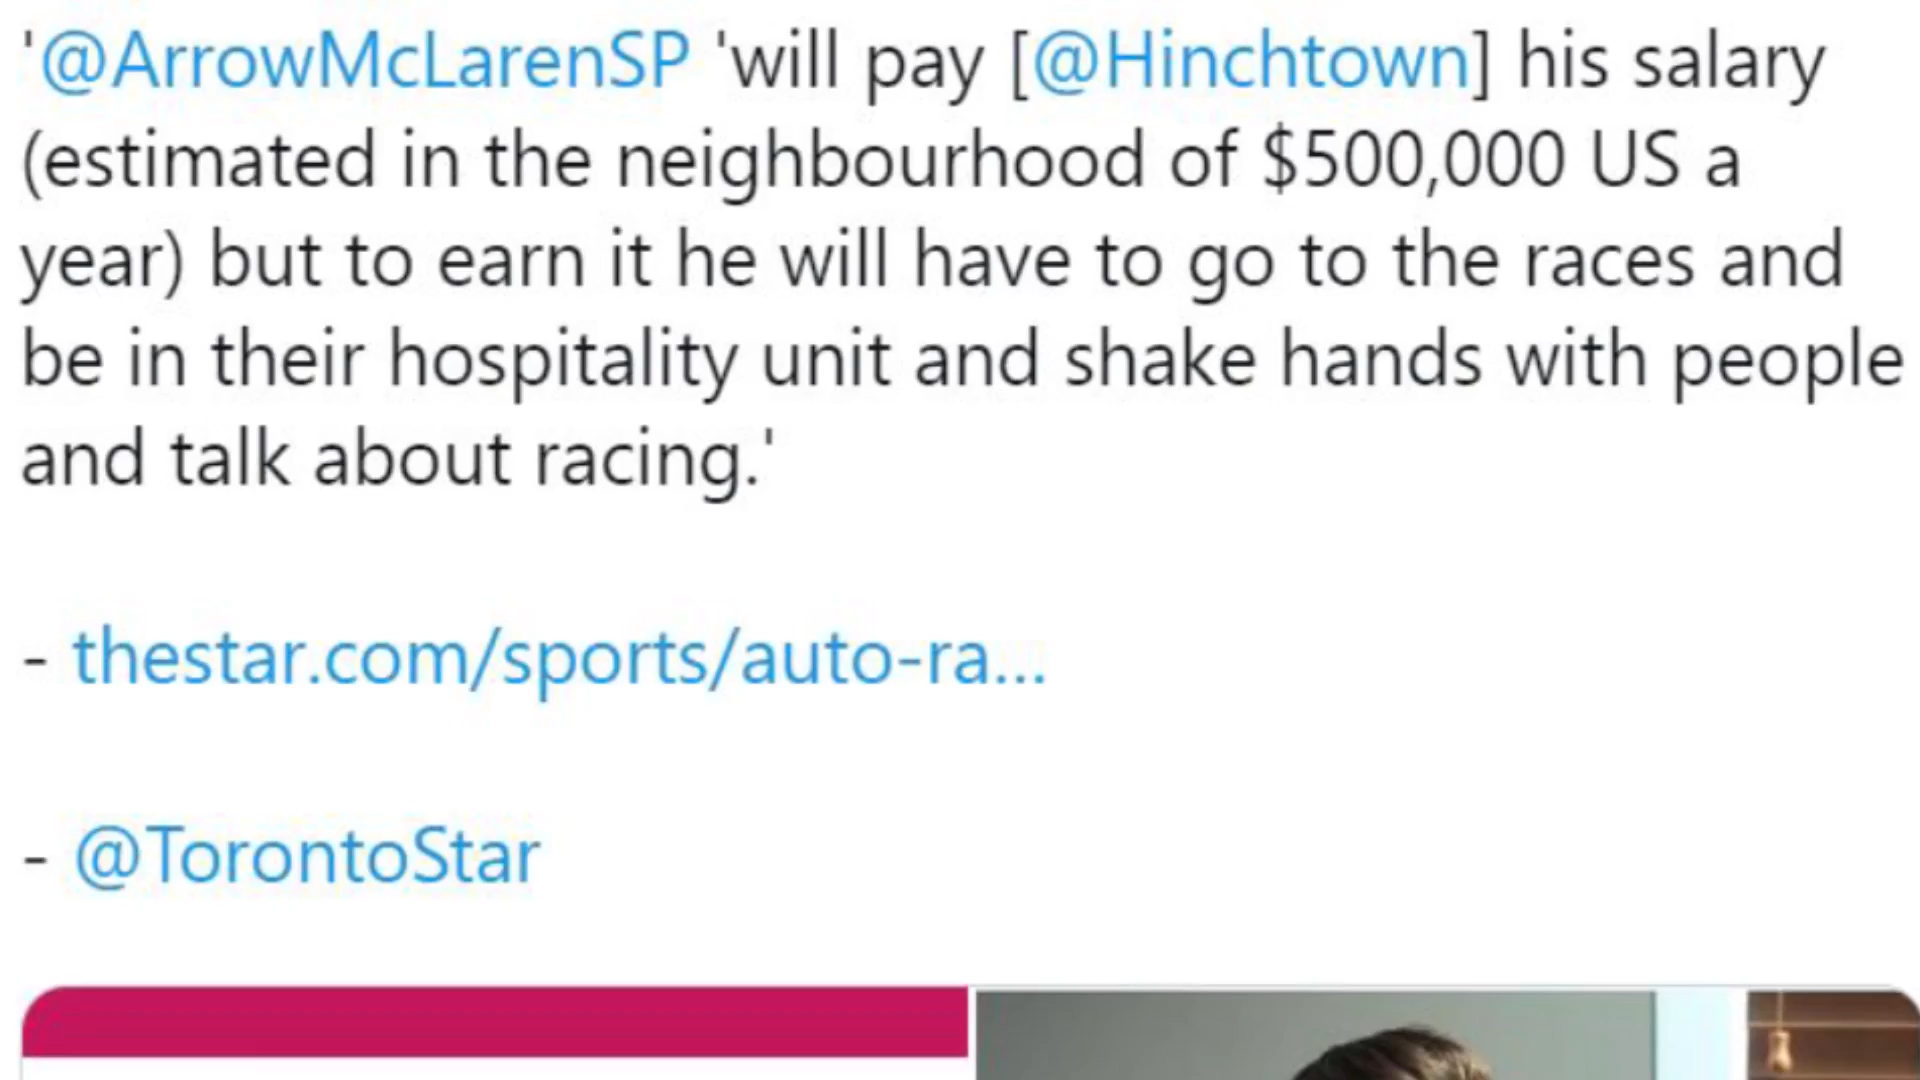 '@ArrowMcLarenSP 'will pay [@Hinchtown] his salary
(estimated in the neighbourhood of $500,000 US a
year) but to earn it he will have to go to the races and
be in their hospitality unit and shake hands with people
and talk about racing.'
- thestar.com/sports/auto-ra...
- @TorontoStar